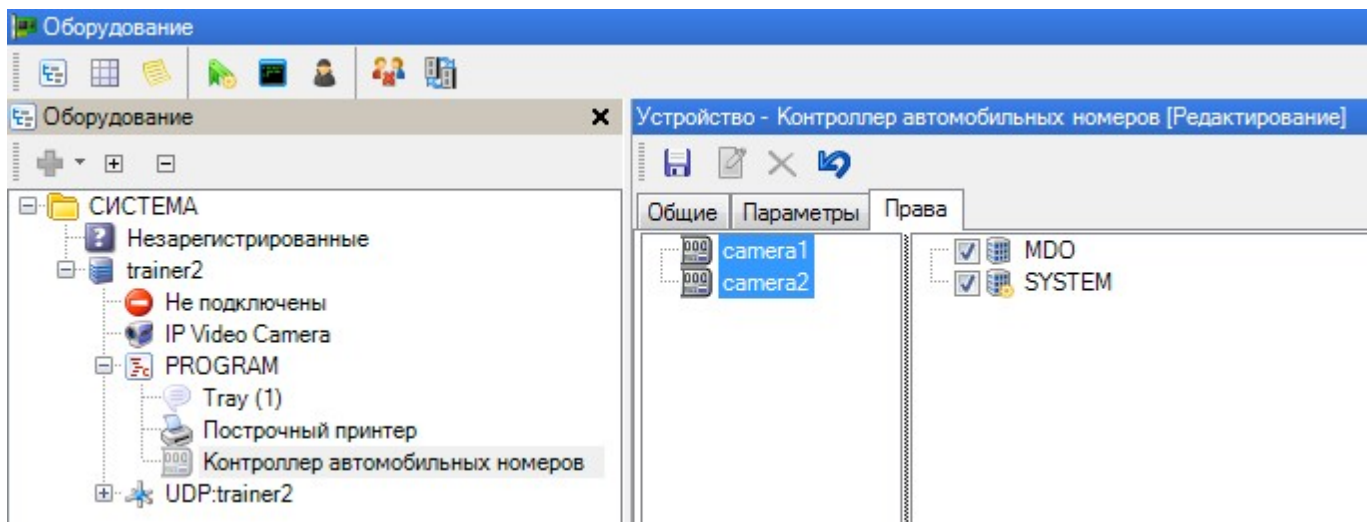 Оборудование
Оборудование
Устройство - Контроллер автомобильных номеров [Редактирование]
СИСТЕМА
Незарегистрированные
trainer2
Не подключены
IP Video Camera
PROGRAM
Tray (1)
Построчный принтер
Контроллер автомобильных номеров
UDP:trainer2
Общие Параметры Права
camera1
camera2
MDO
SYSTEM